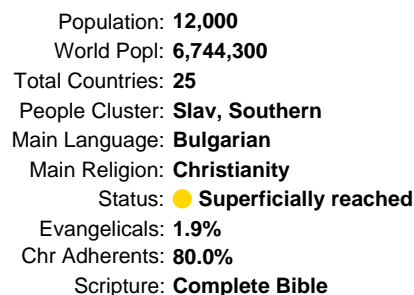 Population: 12,000
World Popl: 6,744,300
Total Countries: 25
People Cluster: Slav, Southern
Main Language: Bulgarian
Main Religion: Christianity
Status: Superficially reached
Evangelicals: 1.9%
Chr Adherents: 80.0%
Scripture: Complete Bible